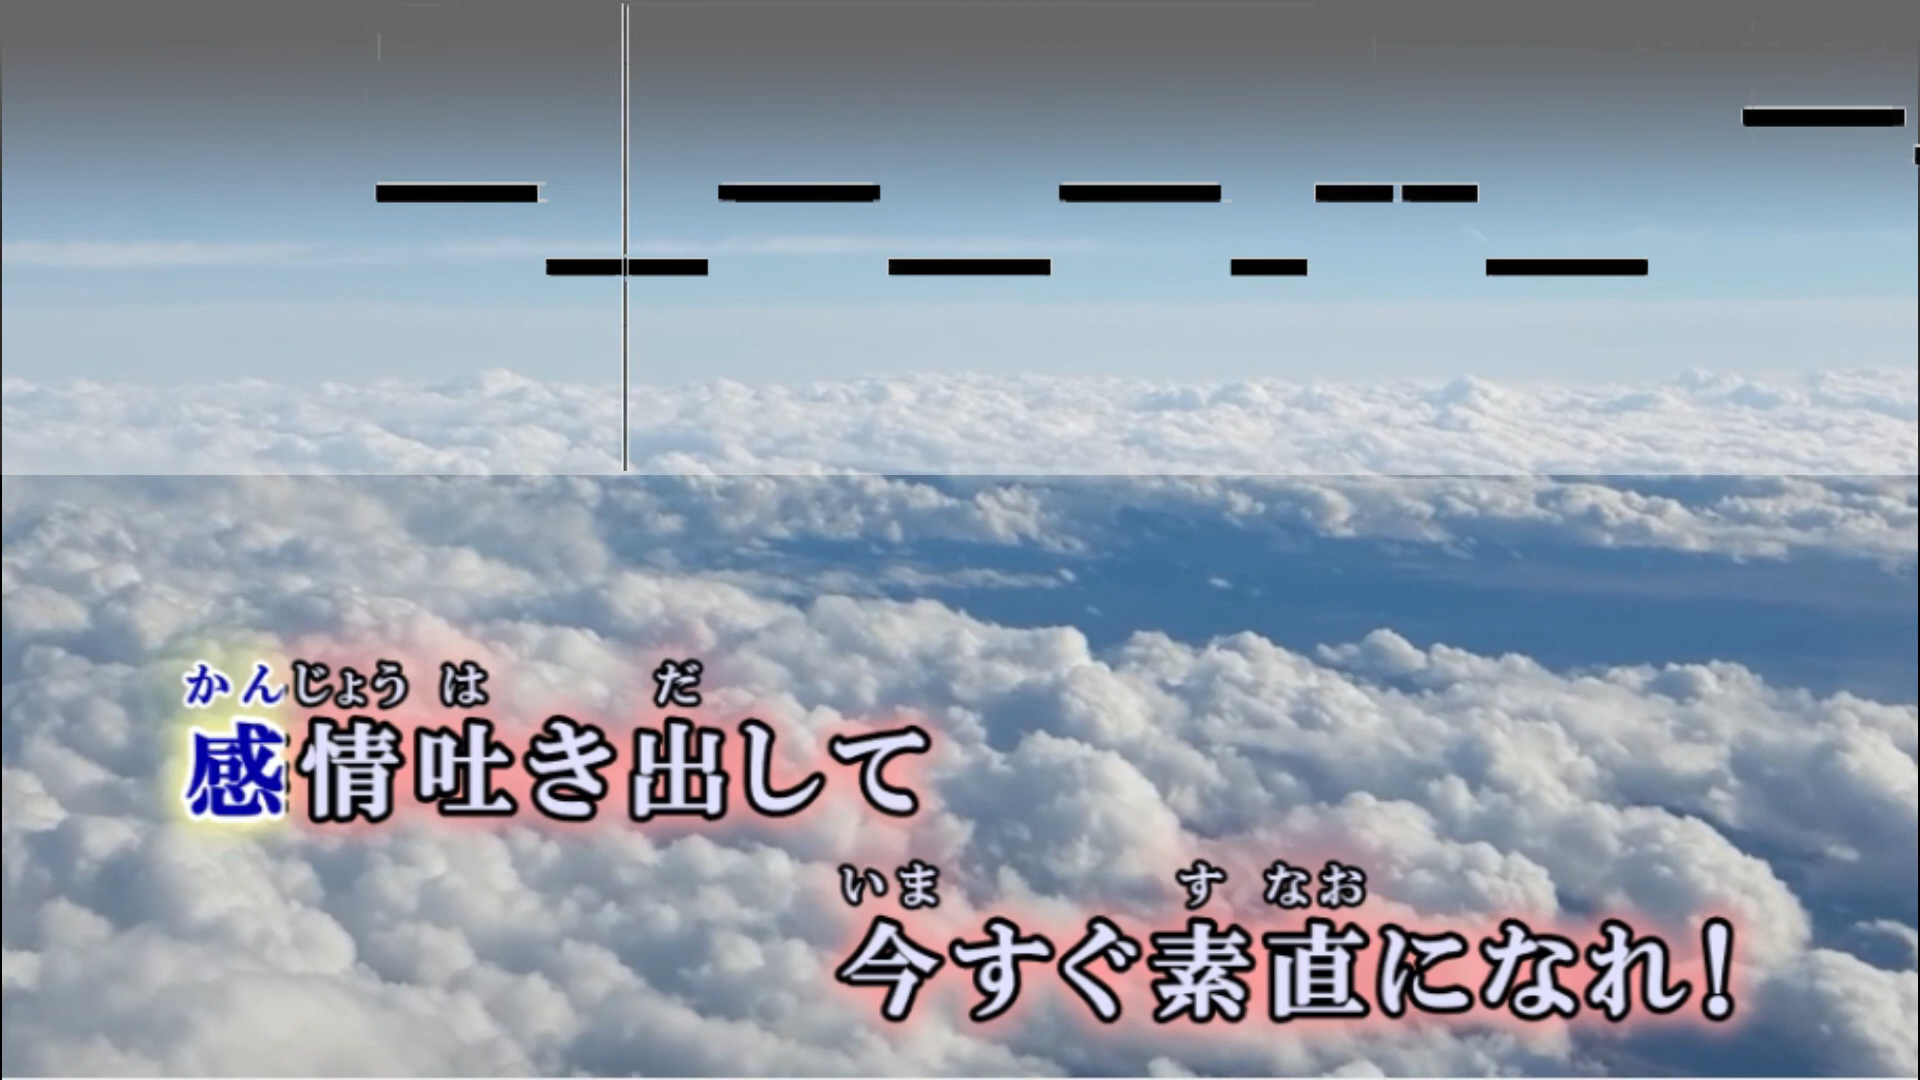 かんじょう は だ
感情吐き出して
いま す なお
今すぐ素直になれ！